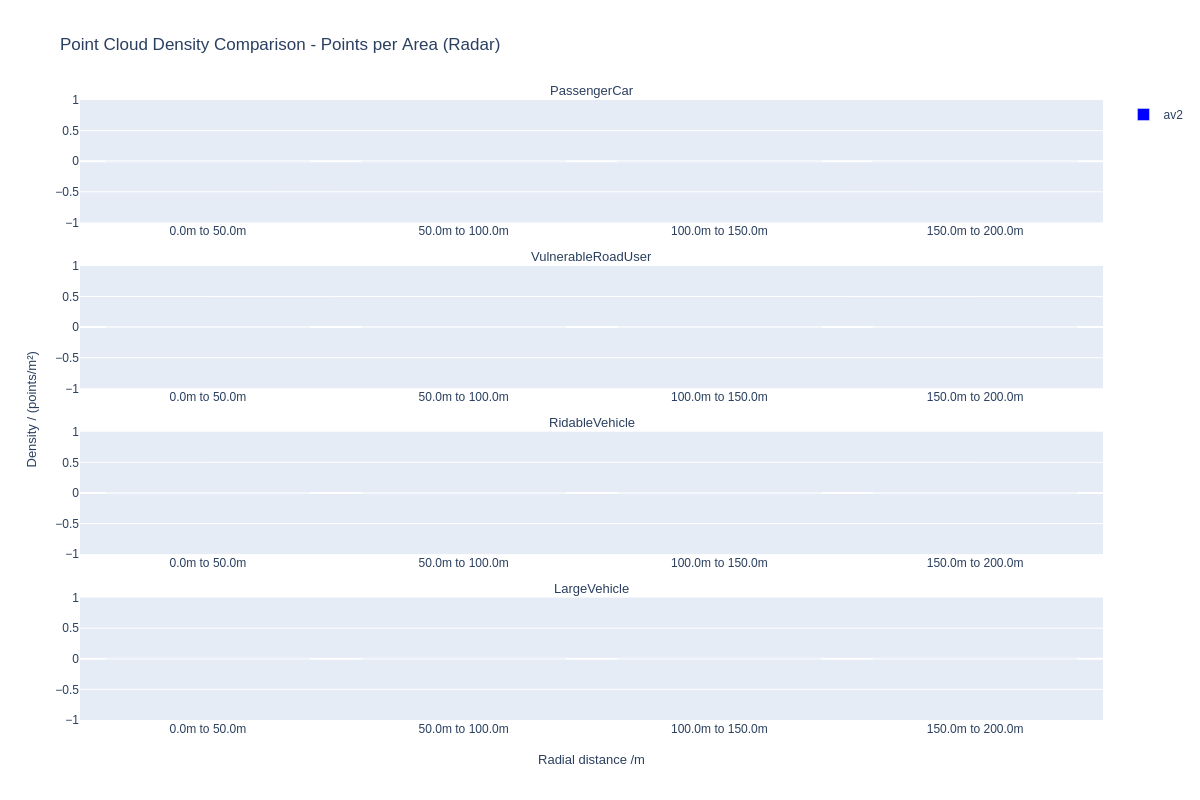 Point Cloud Density Comparison - Points per Area (Radar)
PassengerCar
1
0.5
0
−0.5
−1
0.0m to 50.0m 50.0m to 100.0m 100.0m to 150.0m 150.0m to 200.0m
av2
VulnerableRoadUser
1
0.5
0
−0.5
−1
0.0m to 50.0m 50.0m to 100.0m 100.0m to 150.0m 150.0m to 200.0m
Density / (points/m²)
RidableVehicle
1
0.5
0
−0.5
−1
0.0m to 50.0m 50.0m to 100.0m 100.0m to 150.0m 150.0m to 200.0m
LargeVehicle
1
0.5
0
−0.5
−1
0.0m to 50.0m 50.0m to 100.0m 100.0m to 150.0m 150.0m to 200.0m
Radial distance /m